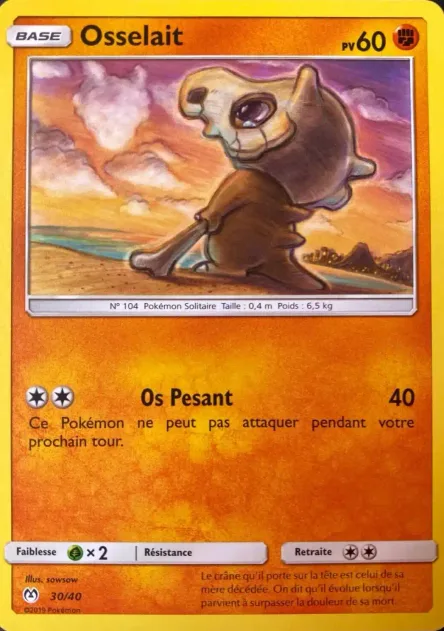 BASE Osselait PV60
N° 104 Pokémon Solitaire Taille : 0,4 m Poids : 6,5 kg
Os Pesant 40
Ce Pokémon ne peut pas attaquer pendant votre
prochain tour.
Faiblesse ×2 Résistance Retraite
Illus. sowsow
30/40
©2019 Pokémon
Le crâne qu'il porte sur la tête est celui de sa
mère décédée. On dit qu'il évolue lorsqu'il
parvient à surpasser la douleur de sa mort.